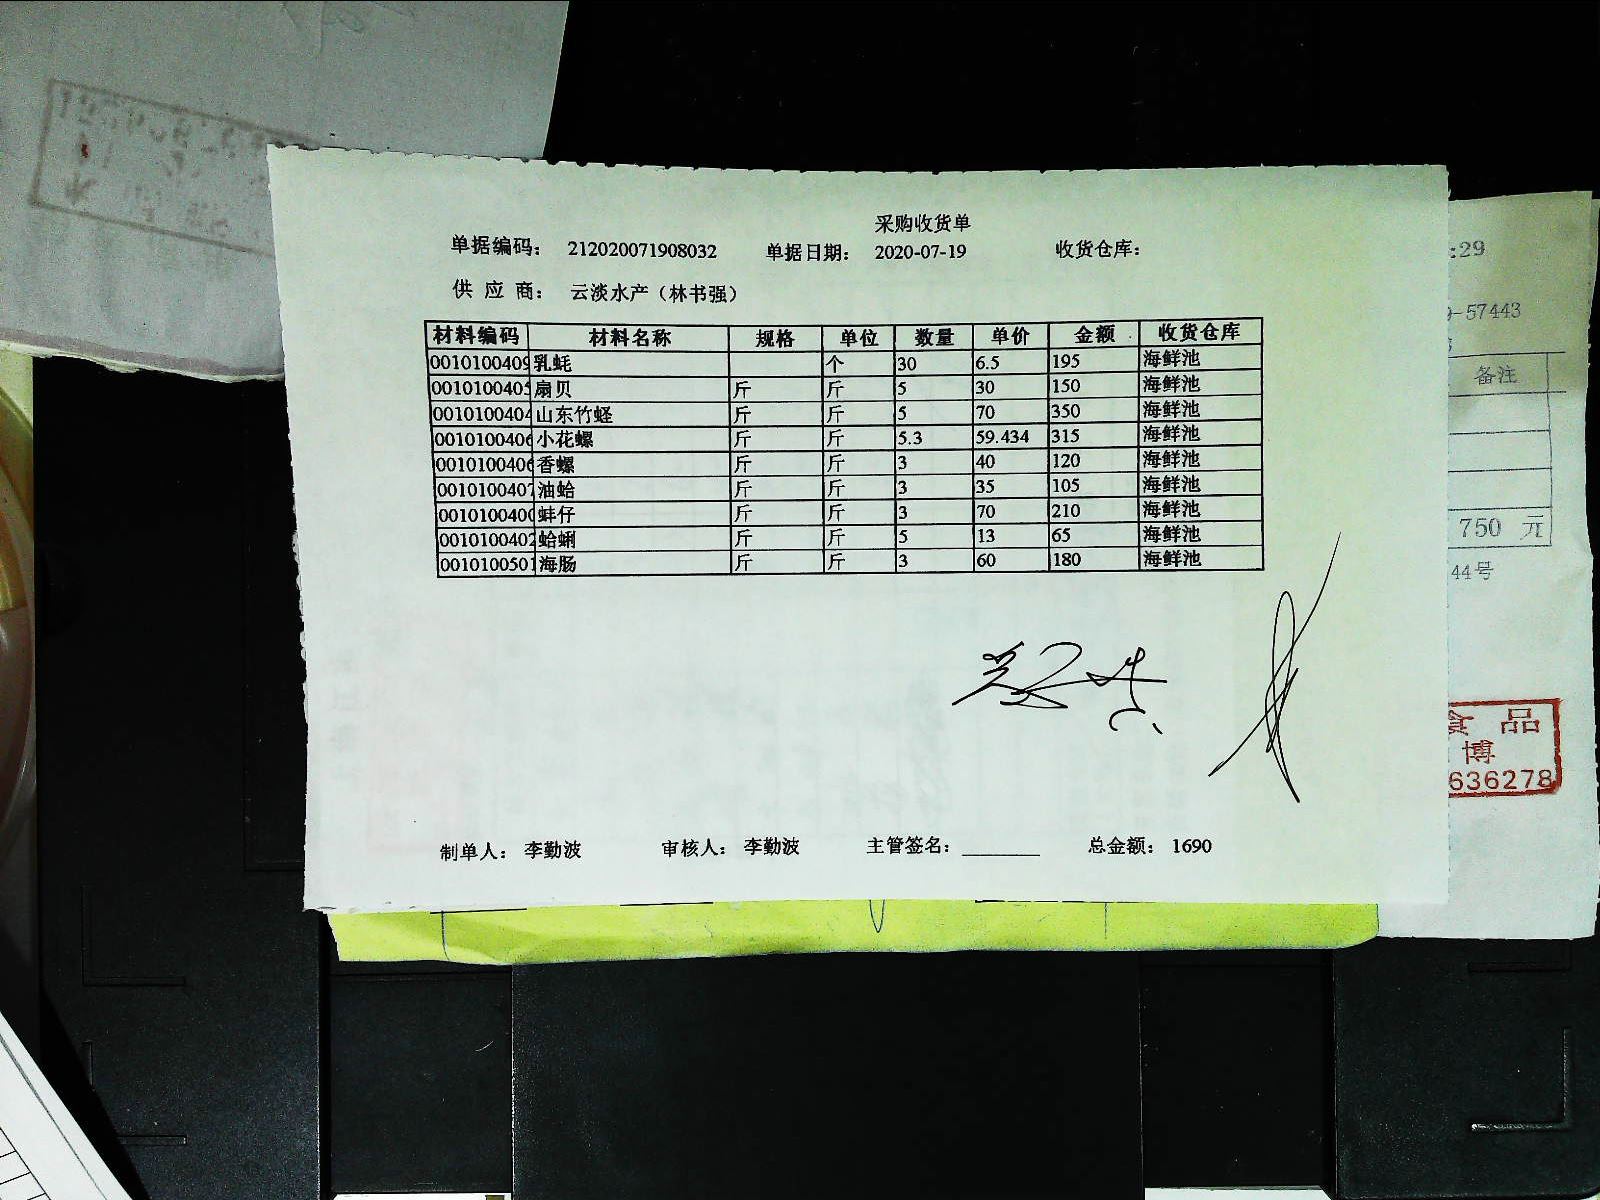 采购收货单
单据编码： 212020071908032 单据日期： 2020-07-19 收货仓库：
供 应 商： 云淡水产（林书强）
材料编码 材料名称 规格 单位 数量 单价 金额 收货仓库
0010100409 乳蚝 个 30 6.5 195 海鲜池
0010100405 扇贝 斤 斤 5 30 150 海鲜池
0010100404 山东竹蛏 斤 斤 5 70 350 海鲜池
0010100406 小花螺 斤 斤 5.3 59.434 315 海鲜池
0010100406 香螺 斤 斤 3 40 120 海鲜池
0010100407 油蛤 斤 斤 3 35 105 海鲜池
0010100400 蚌仔 斤 斤 3 70 210 海鲜池
0010100402 蛤蜊 斤 斤 5 13 65 海鲜池
0010100501 海肠 斤 斤 3 60 180 海鲜池
制单人： 李勤波 审核人： 李勤波 主管签名： 总金额： 1690
:29
-57443
备注
750 元
44号
食 品
博
636278